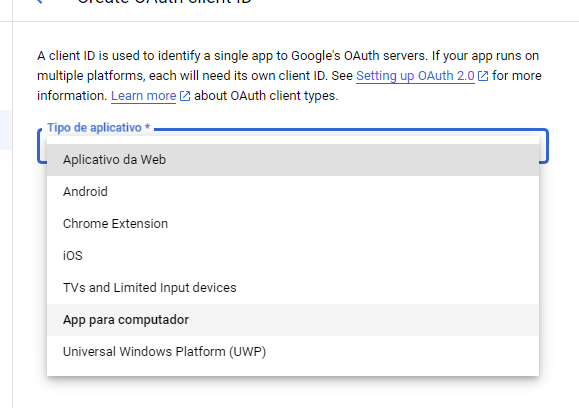 Create OAuth client ID
A client ID is used to identify a single app to Google's OAuth servers. If your app runs on
multiple platforms, each will need its own client ID. See Setting up OAuth 2.0 for more
information. Learn more about OAuth client types.
Tipo de aplicativo *
Aplicativo da Web
Android
Chrome Extension
iOS
TVs and Limited Input devices
App para computador
Universal Windows Platform (UWP)